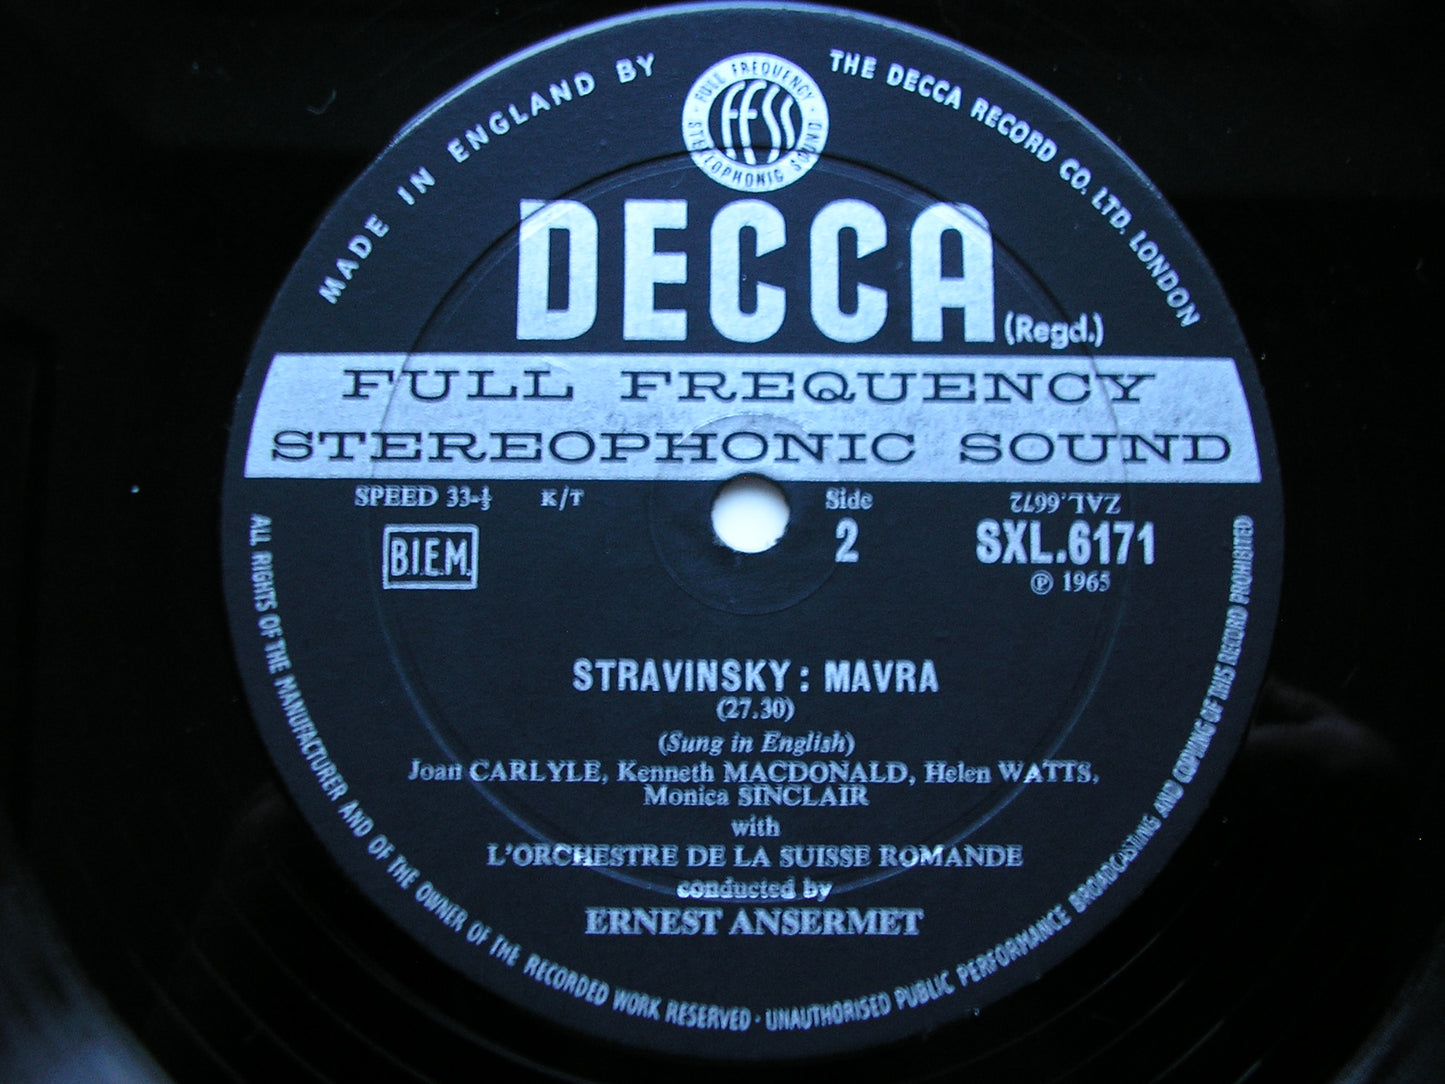 MADE IN ENGLAND BY
THE DECCA RECORD CO. LTD. LONDON
FULL FREQUENCY
FFSS
STEREOPHONIC SOUND
DECCA
(Regd.)
FULL FREQUENCY
STEREOPHONIC SOUND
SPEED 33-⅓ K/T
Side
2
ZAL.6672
SXL.6171
℗ 1965
B.I.E.M.
STRAVINSKY : MAVRA
(27.30)
(Sung in English)
Joan CARLYLE, Kenneth MACDONALD, Helen WATTS,
Monica SINCLAIR
with
L'ORCHESTRE DE LA SUISSE ROMANDE
conducted by
ERNEST ANSERMET
ALL RIGHTS OF THE MANUFACTURER AND OF THE OWNER OF THE RECORDED WORK RESERVED · UNAUTHORISED PUBLIC PERFORMANCE BROADCASTING AND COPYING OF THIS RECORD PROHIBITED